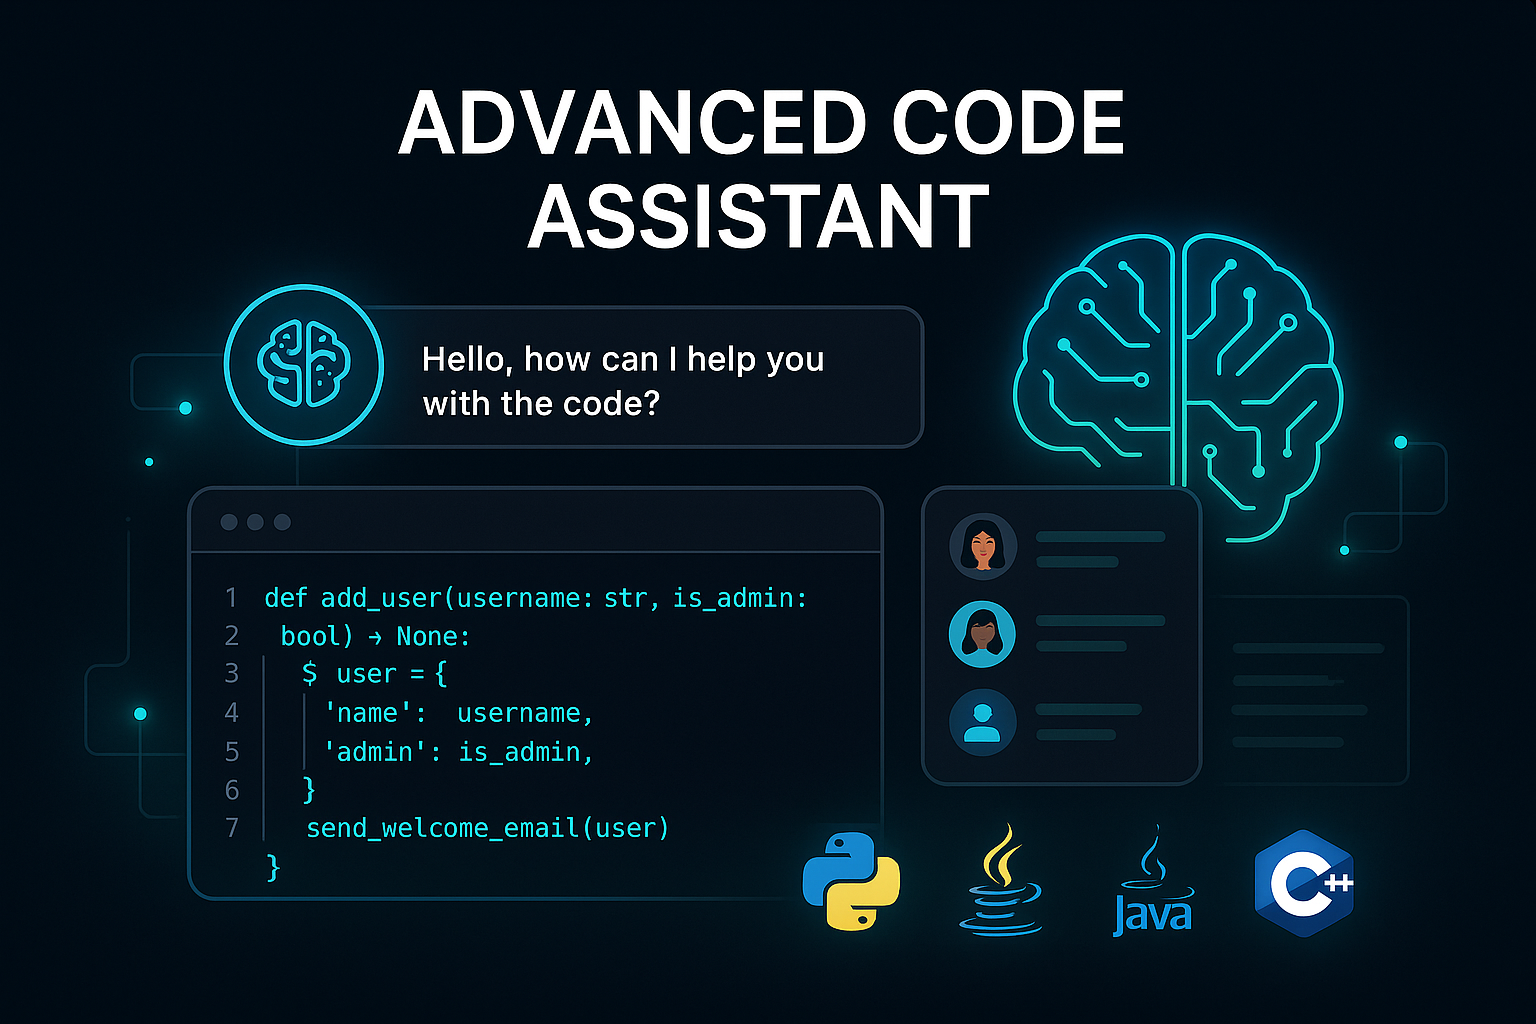 ADVANCED CODE
ASSISTANT
Hello, how can I help you
with the code?
1 def add_user(username: str, is_admin:
2 bool) → None:
3 $ user = {
4 'name': username,
5 'admin': is_admin,
6 }
7 send_welcome_email(user)
}
Java
C++